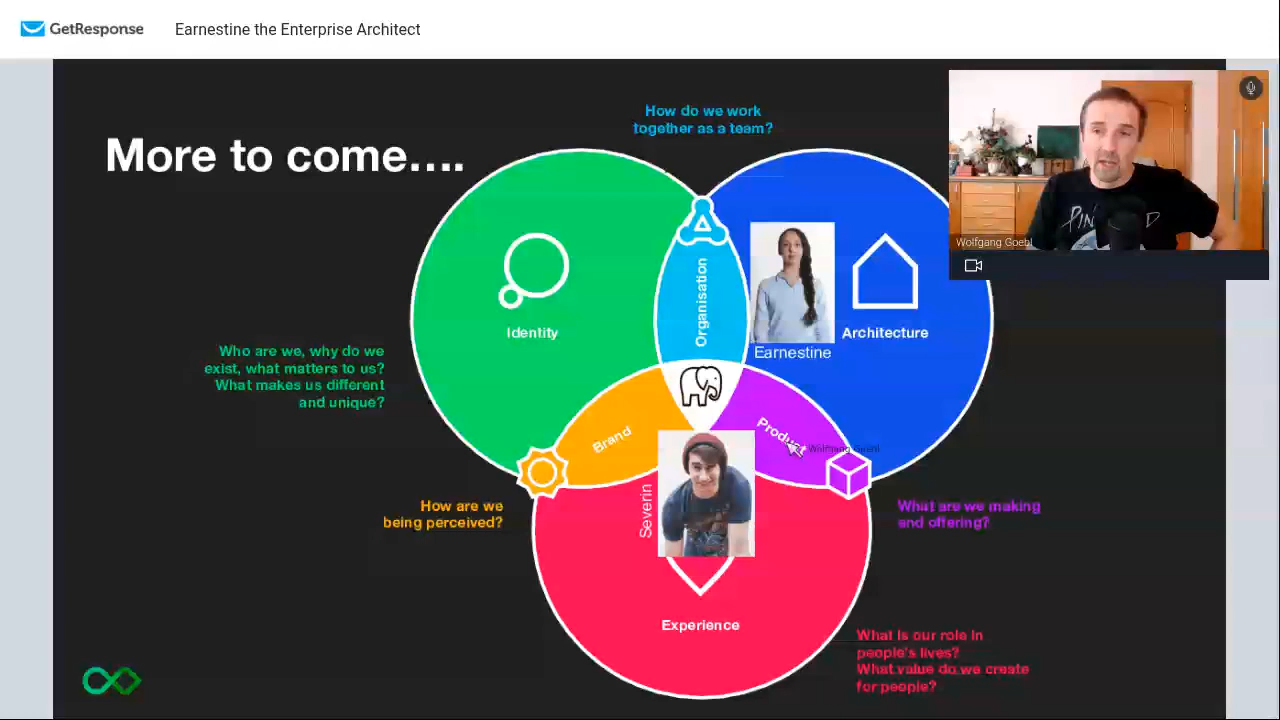 GetResponse
Earnestine the Enterprise Architect
More to come....
How do we work
together as a team?
Wolfgang Goebl
Organisation
Identity
Architecture
Earnestine
Who are we, why do we
exist, what matters to us?
What makes us different
and unique?
Brand
Wolfgang Goebl
Severin
How are we
being perceived?
What are we making
and offering?
Experience
What is our role in
people's lives?
What value do we create
for people?